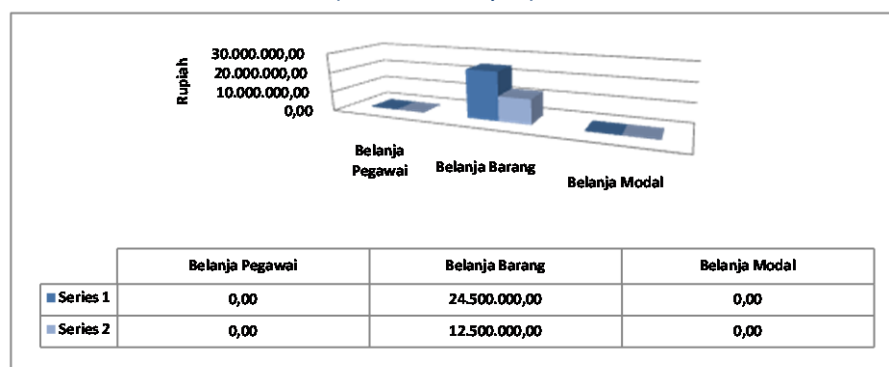 30.000.000,00
20.000.000,00
10.000.000,00
0,00
Rupiah
Belanja
Pegawai
Belanja Barang
Belanja Modal
Belanja Pegawai Belanja Barang Belanja Modal
Series 1 0,00 24.500.000,00 0,00
Series 2 0,00 12.500.000,00 0,00